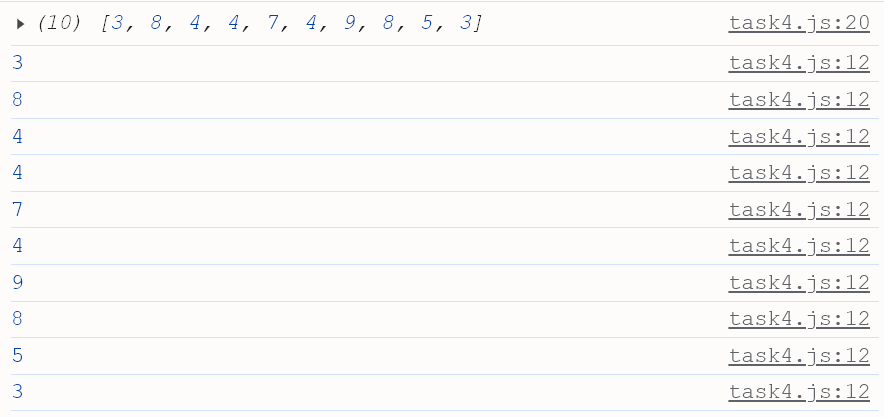 ▸ (10) [3, 8, 4, 4, 7, 4, 9, 8, 5, 3] task4.js:20
3 task4.js:12
8 task4.js:12
4 task4.js:12
4 task4.js:12
7 task4.js:12
4 task4.js:12
9 task4.js:12
8 task4.js:12
5 task4.js:12
3 task4.js:12